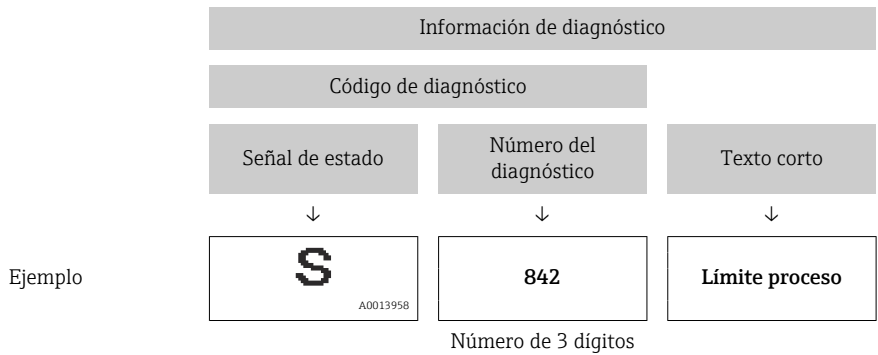 Información de diagnóstico
Código de diagnóstico
Señal de estado
Número del
diagnóstico
Texto corto
↓ ↓ ↓
Ejemplo
S
A0013958
842
Límite proceso
Número de 3 dígitos